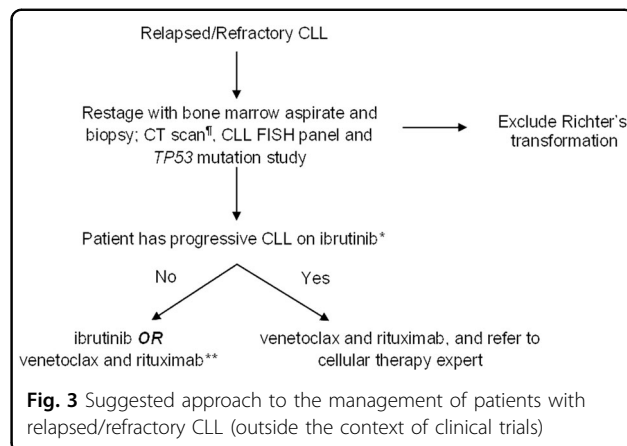 Relapsed/Refractory CLL
Restage with bone marrow aspirate and
biopsy; CT scan¶, CLL FISH panel and
TP53 mutation study
Exclude Richter's
transformation
Patient has progressive CLL on ibrutinib*
No
Yes
ibrutinib OR
venetoclax and rituximab**
venetoclax and rituximab, and refer to
cellular therapy expert
Fig. 3 Suggested approach to the management of patients with
relapsed/refractory CLL (outside the context of clinical trials)